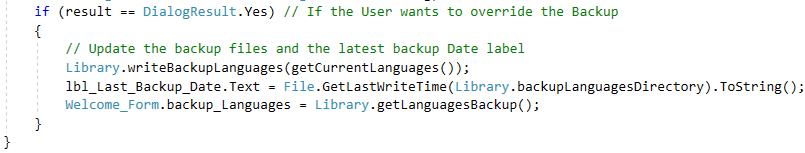 if (result == DialogResult.Yes) // If the User wants to override the Backup
{
// Update the backup files and the latest backup Date label
Library.writeBackupLanguages(getCurrentLanguages());
lbl_Last_Backup_Date.Text = File.GetLastWriteTime(Library.backupLanguagesDirectory).ToString();
Welcome_Form.backup_Languages = Library.getLanguagesBackup();
}
}